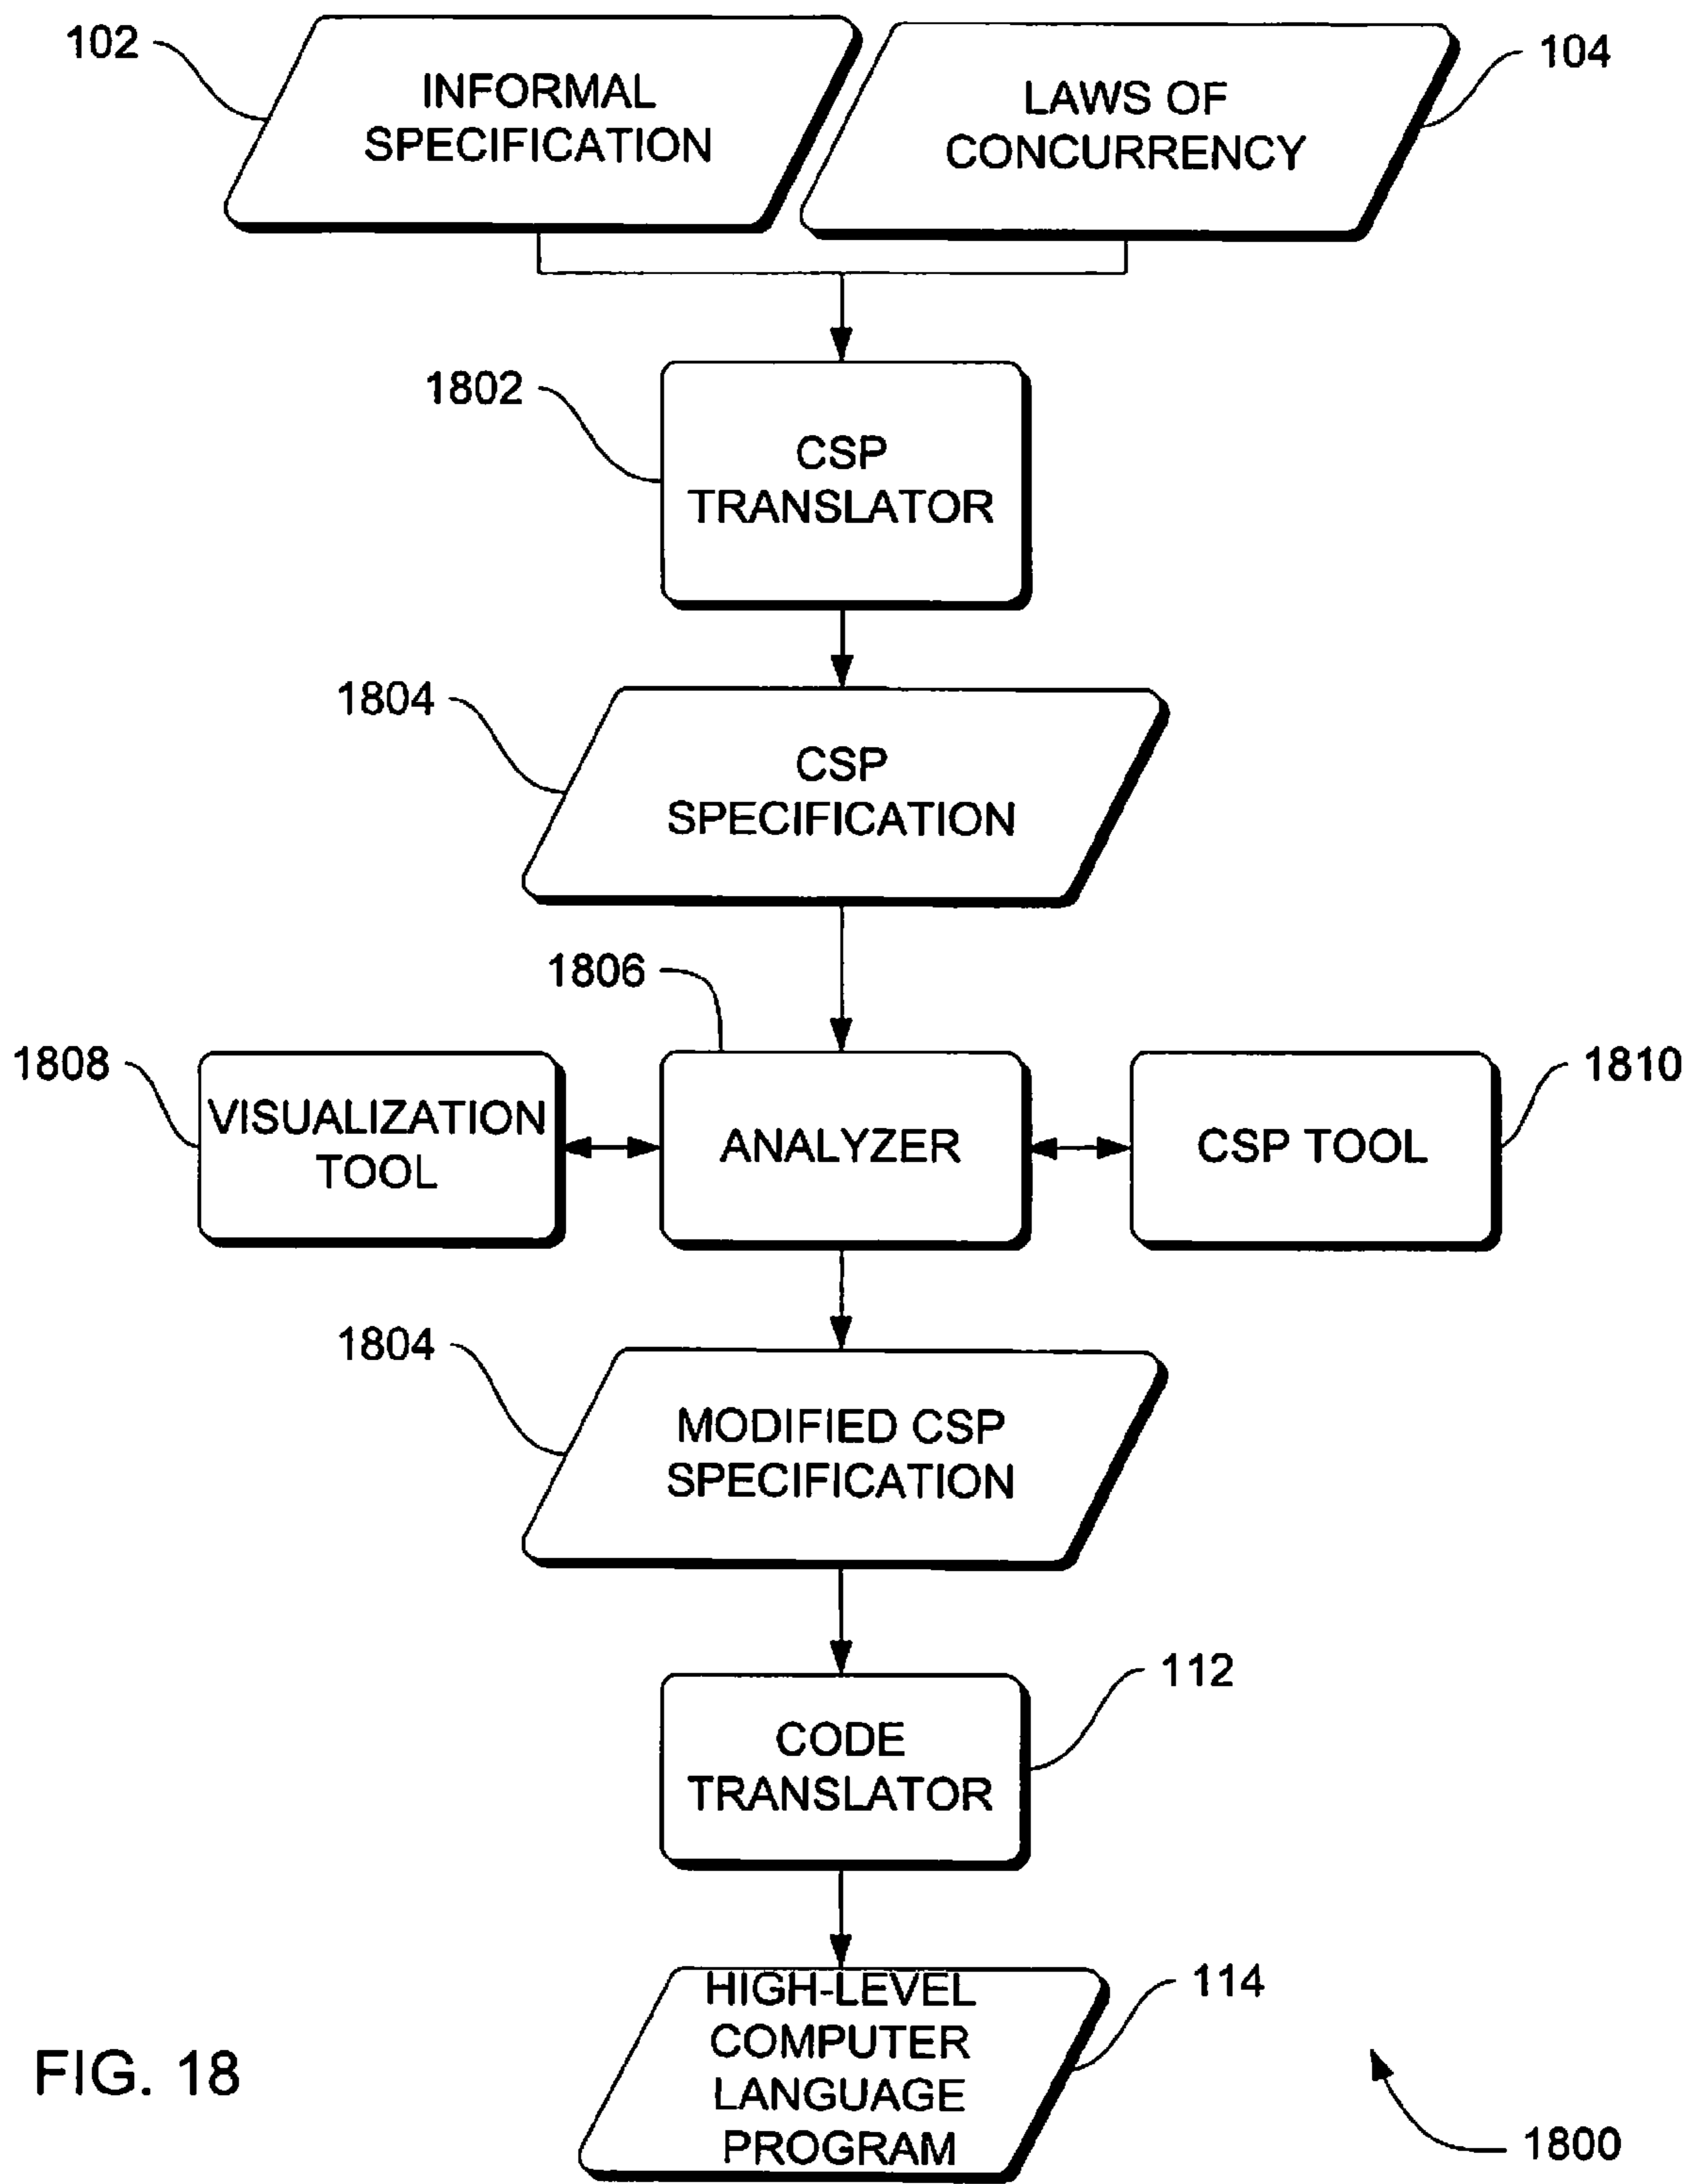 102
INFORMAL
SPECIFICATION
LAWS OF
CONCURRENCY
104
1802
CSP
TRANSLATOR
1804
CSP
SPECIFICATION
1806
1808
VISUALIZATION
TOOL
ANALYZER
CSP TOOL
1810
1804
MODIFIED CSP
SPECIFICATION
112
CODE
TRANSLATOR
114
HIGH-LEVEL
COMPUTER
LANGUAGE
PROGRAM
FIG. 18
1800